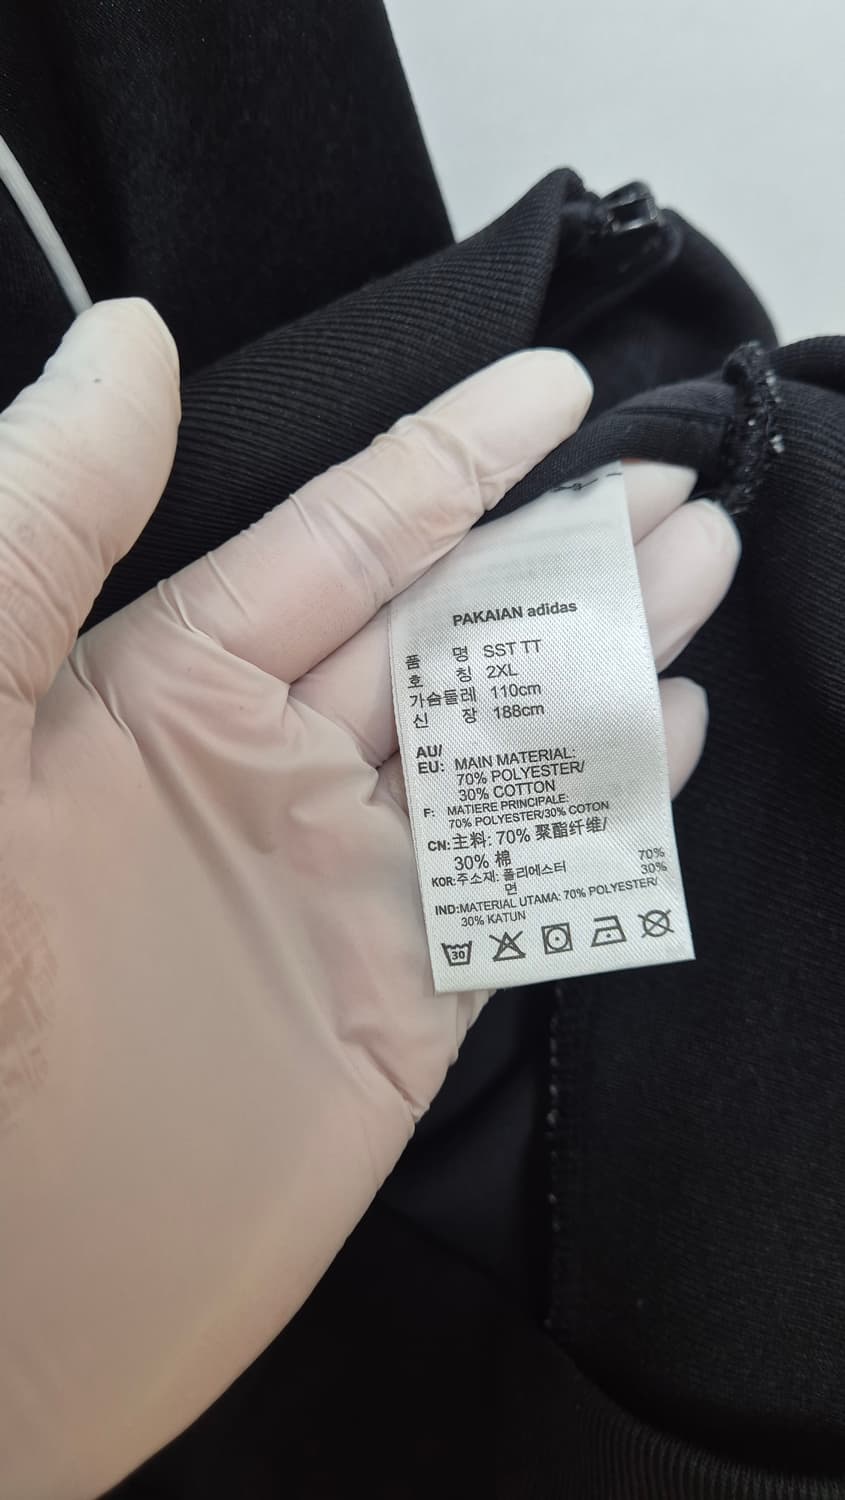 PAKAIAN adidas
품 명 SST TT
호 칭 2XL
가슴둘레 110cm
신 장 188cm
AU/
EU: MAIN MATERIAL:
70% POLYESTER/
30% COTTON
F: MATIERE PRINCIPALE:
70% POLYESTER/30% COTON
CN:主料: 70% 聚酯纤维/
30% 棉
KOR:주소재: 폴리에스터 70%
면 30%
IND:MATERIAL UTAMA: 70% POLYESTER/
30% KATUN
30